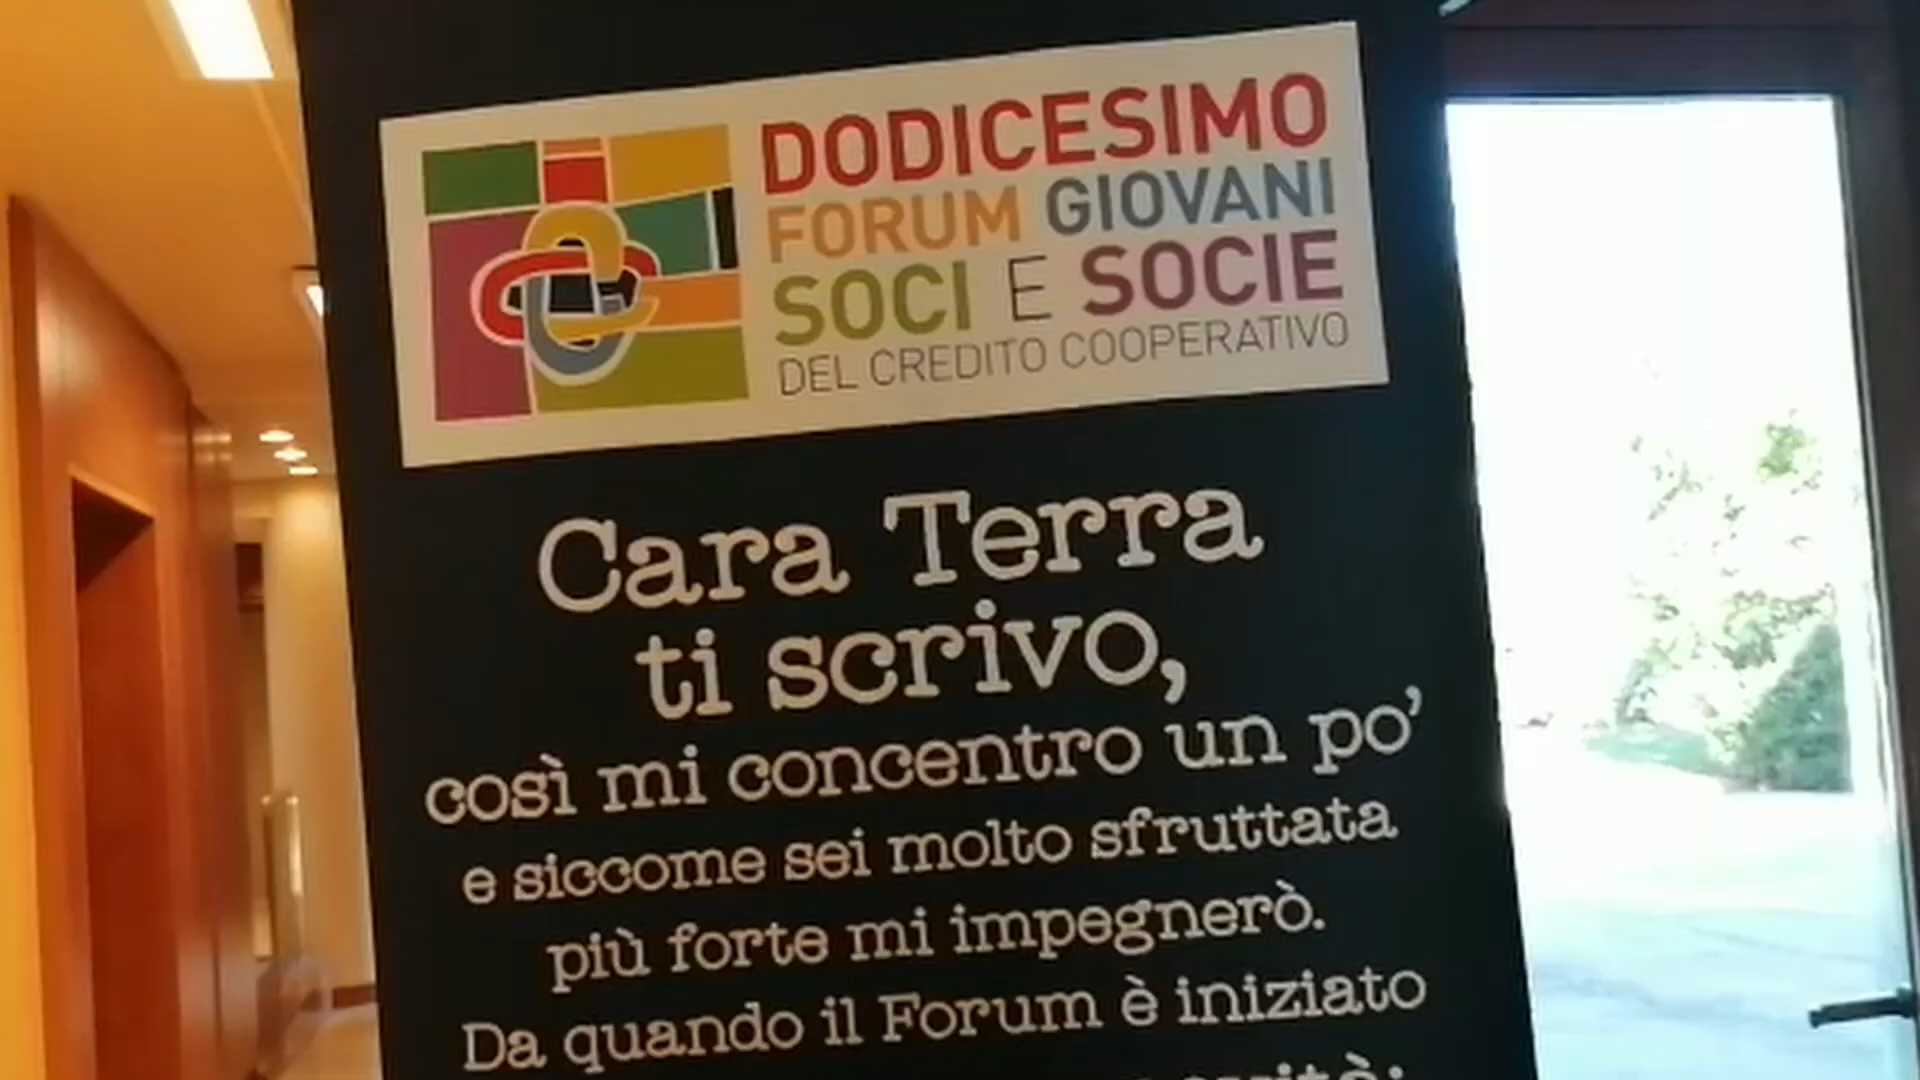 DODICESIMO
FORUM GIOVANI
SOCI E SOCIE
DEL CREDITO COOPERATIVO
Cara Terra
ti scrivo,
così mi concentro un po'
e siccome sei molto sfruttata
più forte mi impegnerò.
Da quando il Forum è iniziato